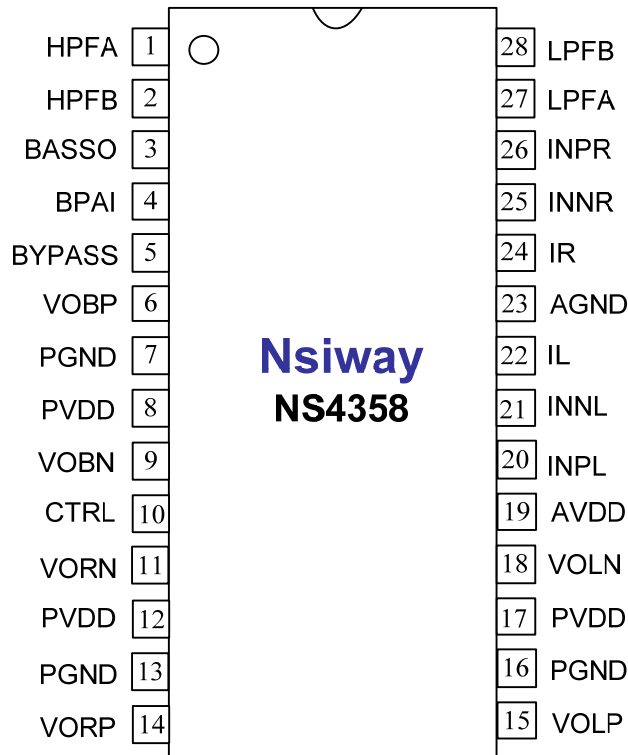 HPFA 1 28 LPFB
HPFB 2 27 LPFA
BASSO 3 26 INPR
BPAI 4 25 INNR
BYPASS 5 24 IR
VOBP 6 23 AGND
PGND 7 22 IL
Nsiway
PVDD 8 21 INNL
NS4358
VOBN 9 20 INPL
CTRL 10 19 AVDD
VORN 11 18 VOLN
PVDD 12 17 PVDD
PGND 13 16 PGND
VORP 14 15 VOLP